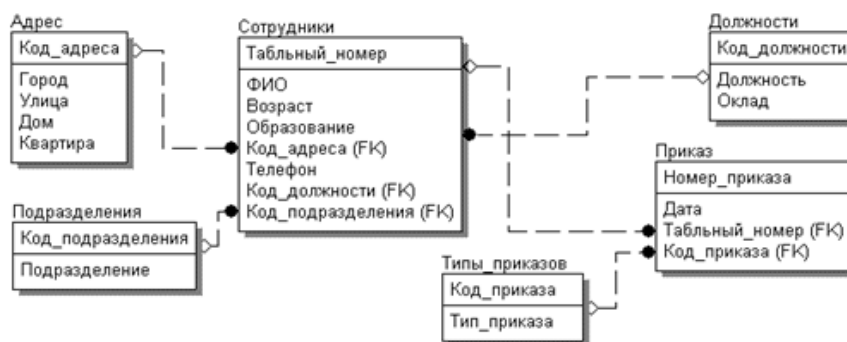 Адрес
Код_адреса
Город
Улица
Дом
Квартира
Сотрудники
Табльный_номер
ФИО
Возраст
Образование
Код_адреса (FK)
Телефон
Код_должности (FK)
Код_подразделения (FK)
Должности
Код_должности
Должность
Оклад
Подразделения
Код_подразделения
Подразделение
Типы_приказов
Код_приказа
Тип_приказа
Приказ
Номер_приказа
Дата
Табльный_номер (FK)
Код_приказа (FK)